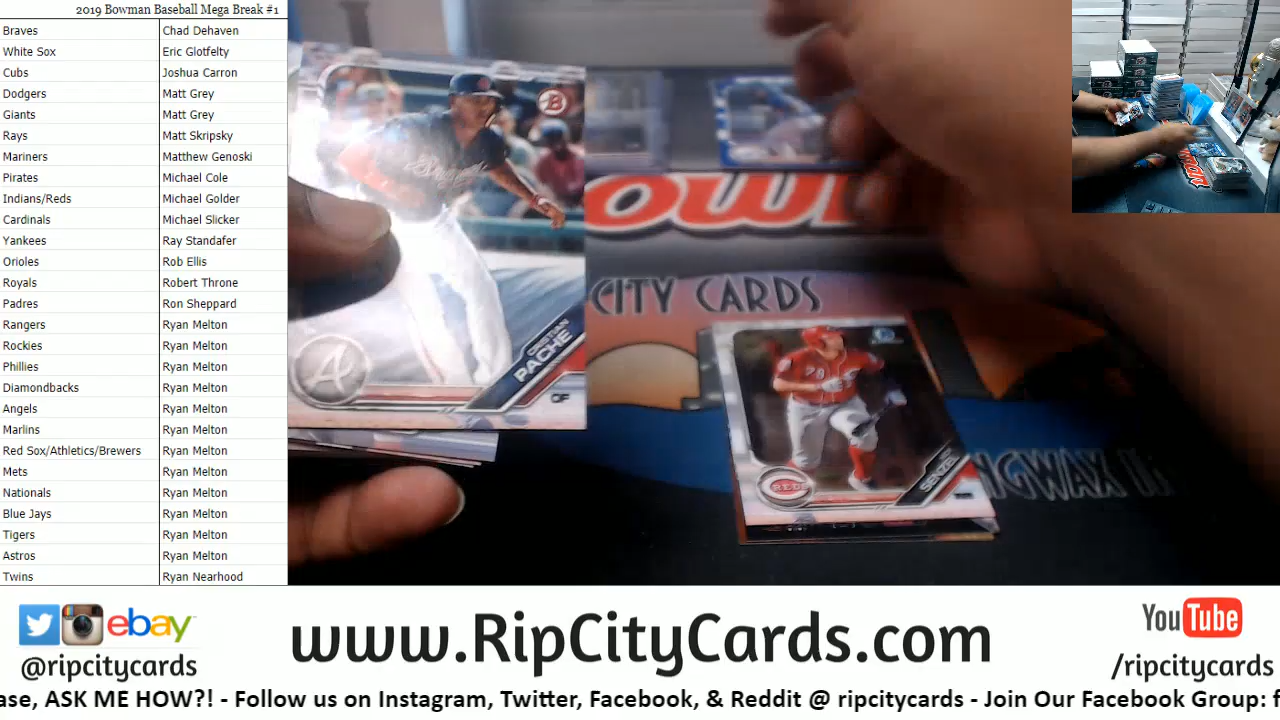 2019 Bowman Baseball Mega Break #1
Braves Chad Dehaven
White Sox Eric Glotfelty
Cubs Joshua Carron
Dodgers Matt Grey
Giants Matt Grey
Rays Matt Skripsky
Mariners Matthew Genoski
Pirates Michael Cole
Indians/Reds Michael Golder
Cardinals Michael Slicker
Yankees Ray Standafer
Orioles Rob Ellis
Royals Robert Throne
Padres Ron Sheppard
Rangers Ryan Melton
Rockies Ryan Melton
Phillies Ryan Melton
Diamondbacks Ryan Melton
Angels Ryan Melton
Marlins Ryan Melton
Red Sox/Athletics/Brewers Ryan Melton
Mets Ryan Melton
Nationals Ryan Melton
Blue Jays Ryan Melton
Tigers Ryan Melton
Astros Ryan Melton
Twins Ryan Nearhood
B
A
CRISTIAN
PACHE
OF
CITY CARDS
79
REDS
SENZEL
NGWAX
ebay
@ripcitycards
www.RipCityCards.com
YouTube
/ripcitycards
ase, ASK ME HOW?! - Follow us on Instagram, Twitter, Facebook, & Reddit @ ripcitycards - Join Our Facebook Group: f